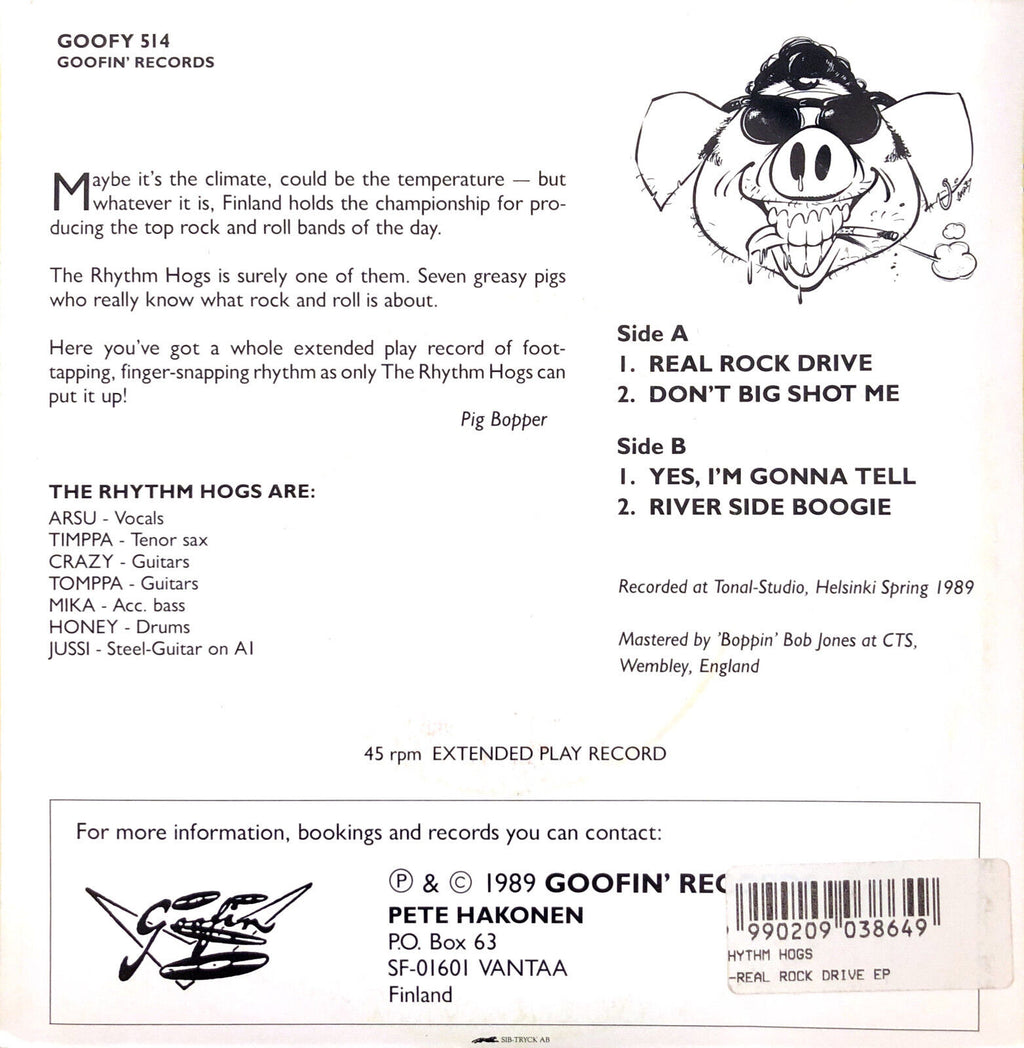 GOOFY 514
GOOFIN' RECORDS
Maybe it's the climate, could be the temperature — but
whatever it is, Finland holds the championship for pro-
ducing the top rock and roll bands of the day.
The Rhythm Hogs is surely one of them. Seven greasy pigs
who really know what rock and roll is about.
Here you've got a whole extended play record of foot-
tapping, finger-snapping rhythm as only The Rhythm Hogs can
put it up!
Pig Bopper
THE RHYTHM HOGS ARE:
ARSU - Vocals
TIMPPA - Tenor sax
CRAZY - Guitars
TOMPPA - Guitars
MIKA - Acc. bass
HONEY - Drums
JUSSI - Steel-Guitar on A1
Side A
1. REAL ROCK DRIVE
2. DON'T BIG SHOT ME
Side B
1. YES, I'M GONNA TELL
2. RIVER SIDE BOOGIE
Recorded at Tonal-Studio, Helsinki Spring 1989
Mastered by 'Boppin' Bob Jones at CTS,
Wembley, England
45 rpm EXTENDED PLAY RECORD
For more information, bookings and records you can contact:
Goofin
Ⓟ & © 1989 GOOFIN' REC
PETE HAKONEN
P.O. Box 63
SF-01601 VANTAA
Finland
990209 038649
HYTHM HOGS
-REAL ROCK DRIVE EP
SIB-TRYCK AB